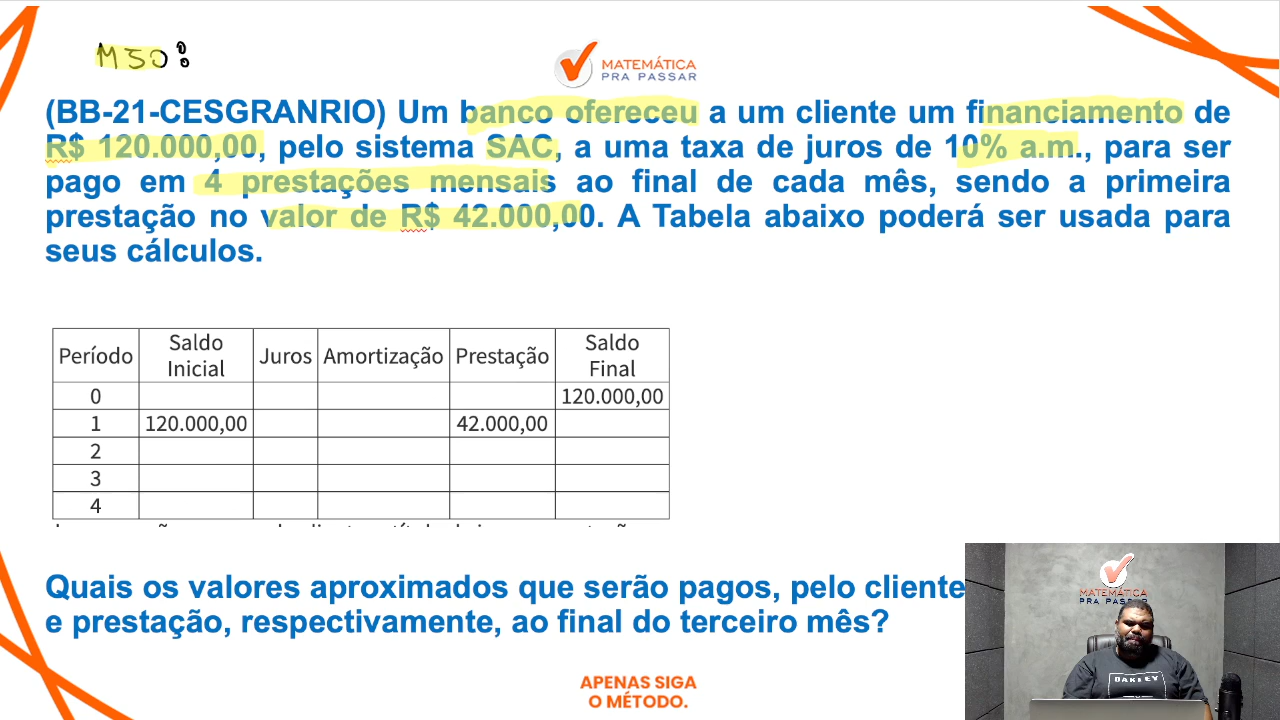 M50:
MATEMÁTICA
PRA PASSAR
(BB-21-CESGRANRIO) Um banco ofereceu a um cliente um financiamento de
R$ 120.000,00, pelo sistema SAC, a uma taxa de juros de 10% a.m., para ser
pago em 4 prestações mensais ao final de cada mês, sendo a primeira
prestação no valor de R$ 42.000,00. A Tabela abaixo poderá ser usada para
seus cálculos.
Período Saldo Inicial Juros Amortização Prestação Saldo Final
0 120.000,00
1 120.000,00 42.000,00
2
3
4
Quais os valores aproximados que serão pagos, pelo cliente
e prestação, respectivamente, ao final do terceiro mês?
MATEMÁTICA
PRA PASSAR
OAKLEY
APENAS SIGA
O MÉTODO.